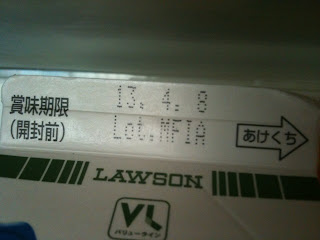 賞味期限 13. 4. 8
(開封前) Lot.MFIA
あけくち
LAWSON
VL
バリューライン